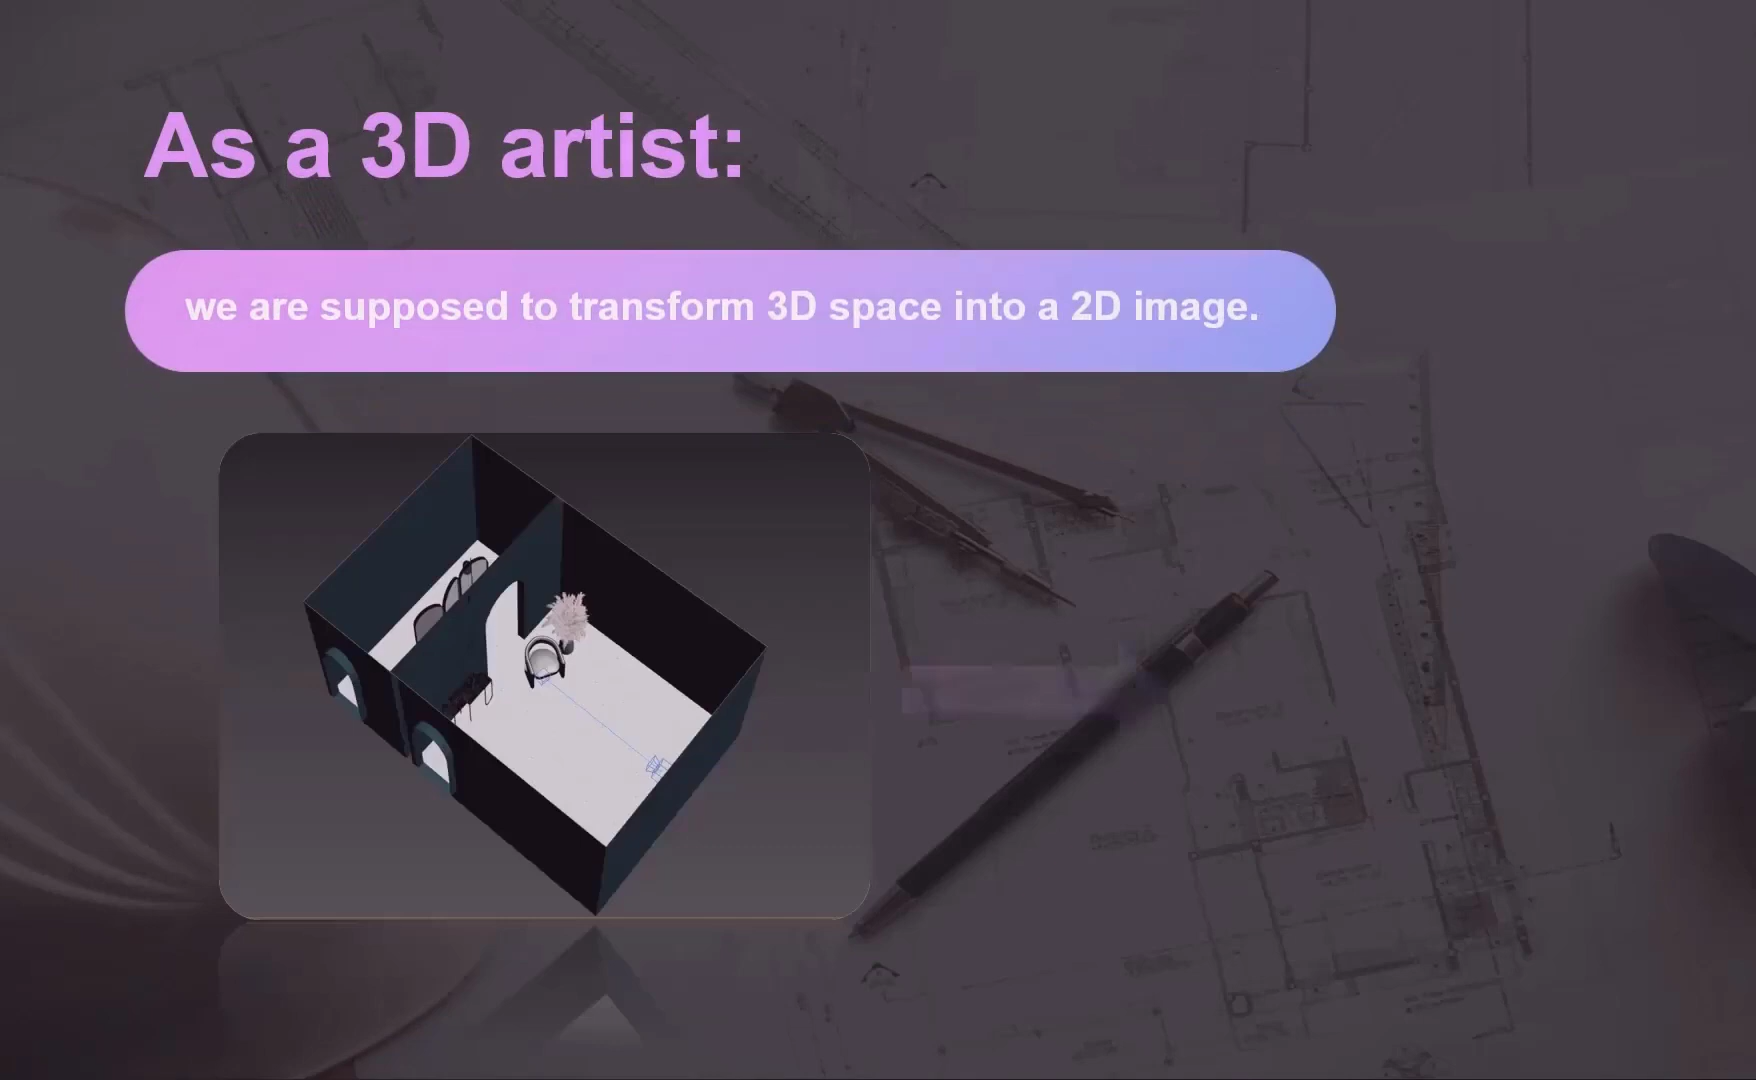 As a 3D artist:
we are supposed to transform 3D space into a 2D image.